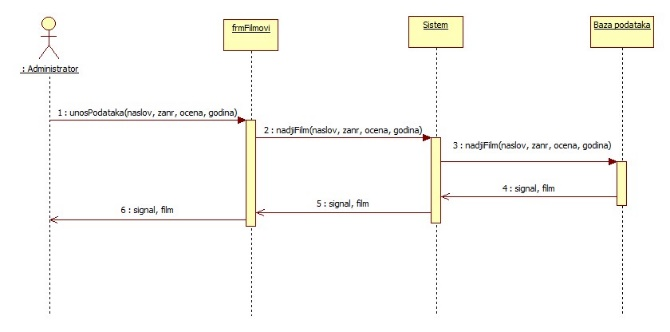 frmFilmovi
Sistem
Baza podataka
: Administrator
1 : unosPodataka(naslov, zanr, ocena, godina)
2 : nadjiFilm(naslov, zanr, ocena, godina)
3 : nadjiFilm(naslov, zanr, ocena, godina)
4 : signal, film
5 : signal, film
6 : signal, film